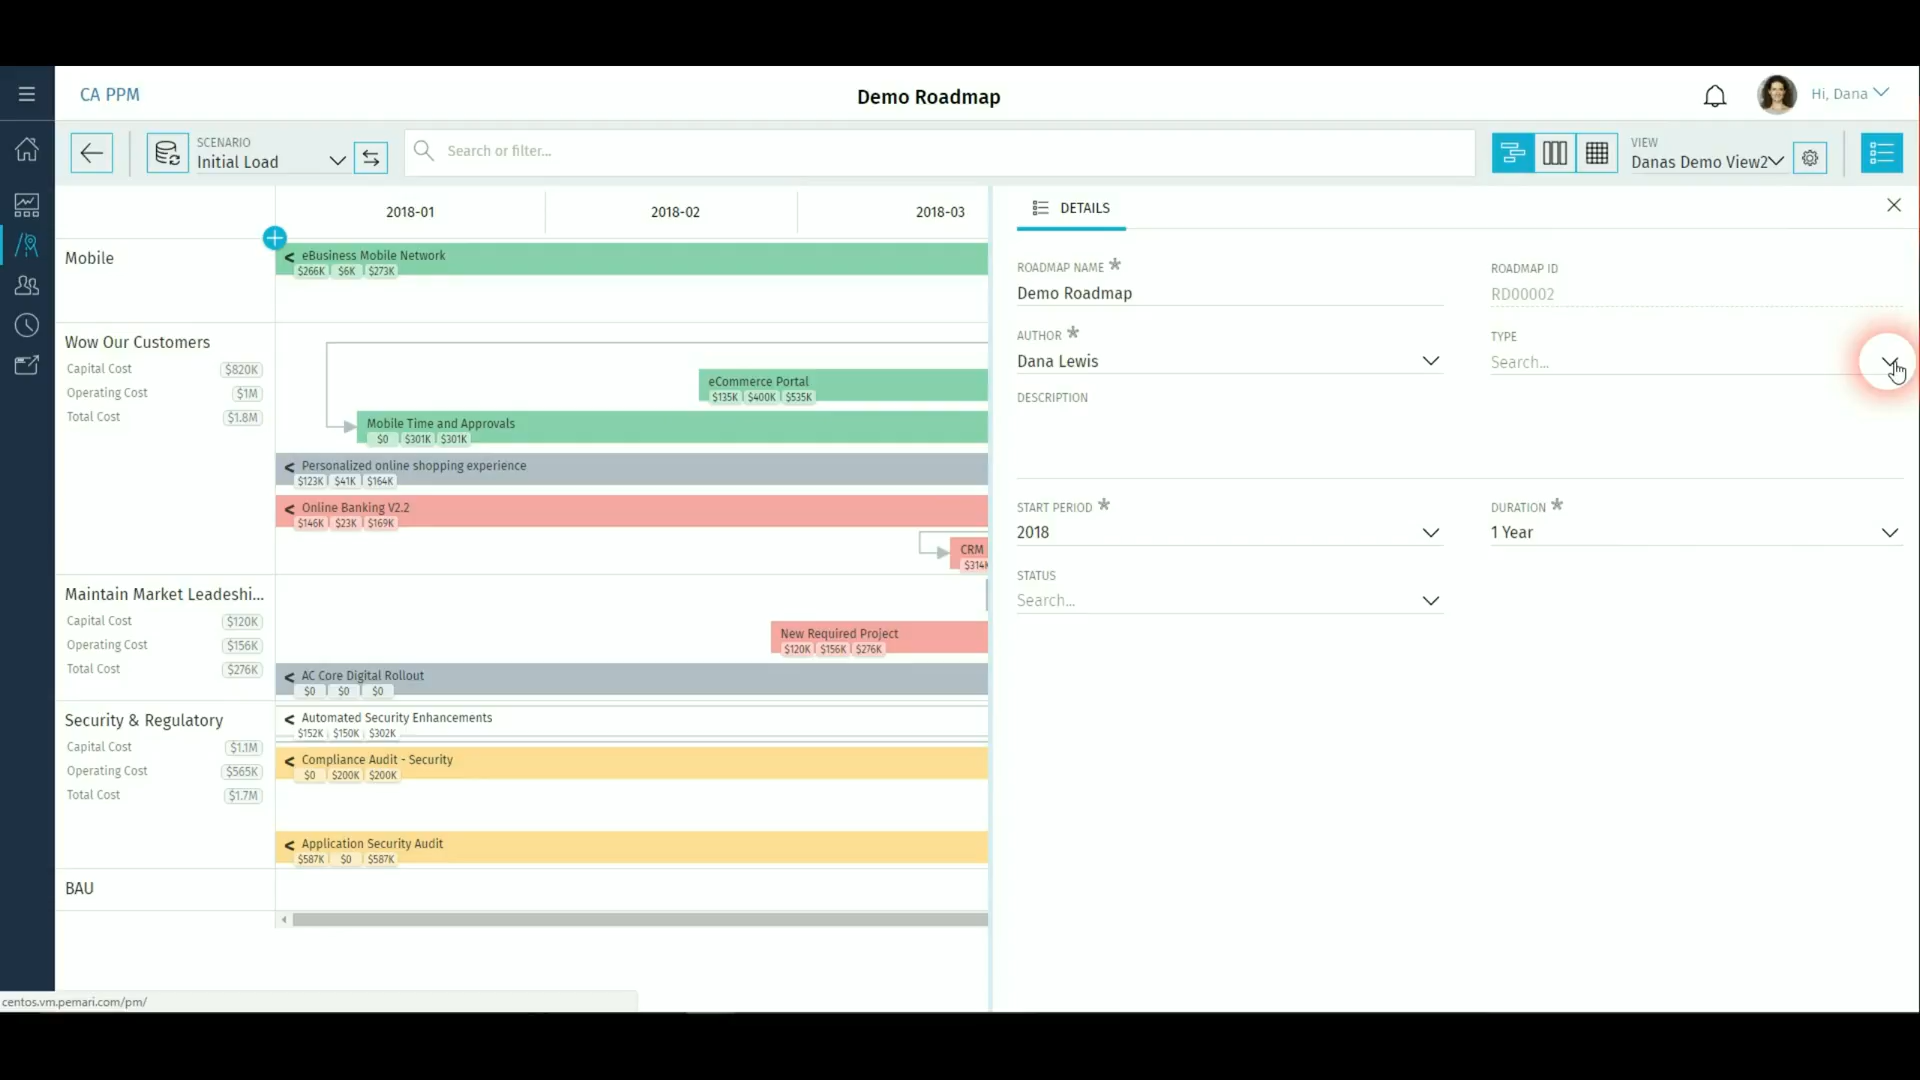 CA PPM
Demo Roadmap
Hi, Dana
SCENARIO
Initial Load
Search or filter...
VIEW
Danas Demo View2
2018-01
2018-02
2018-03
Mobile
eBusiness Mobile Network
$266K $6K $273K
Wow Our Customers
Capital Cost $820K
Operating Cost $1M
Total Cost $1.8M
eCommerce Portal
$135K $400K $535K
Mobile Time and Approvals
$0 $301K $301K
Personalized online shopping experience
$123K $41K $164K
Online Banking V2.2
$146K $23K $169K
CRM
$314K
Maintain Market Leadeshi...
Capital Cost $120K
Operating Cost $156K
Total Cost $276K
New Required Project
$120K $156K $276K
AC Core Digital Rollout
$0 $0 $0
Security & Regulatory
Capital Cost $1.1M
Operating Cost $565K
Total Cost $1.7M
Automated Security Enhancements
$152K $150K $302K
Compliance Audit - Security
$0 $200K $200K
Application Security Audit
$587K $0 $587K
BAU
DETAILS
ROADMAP NAME *
Demo Roadmap
ROADMAP ID
RD00002
AUTHOR *
Dana Lewis
TYPE
Search...
DESCRIPTION
START PERIOD *
2018
DURATION *
1 Year
STATUS
Search...
centos.vm.pemari.com/pm/